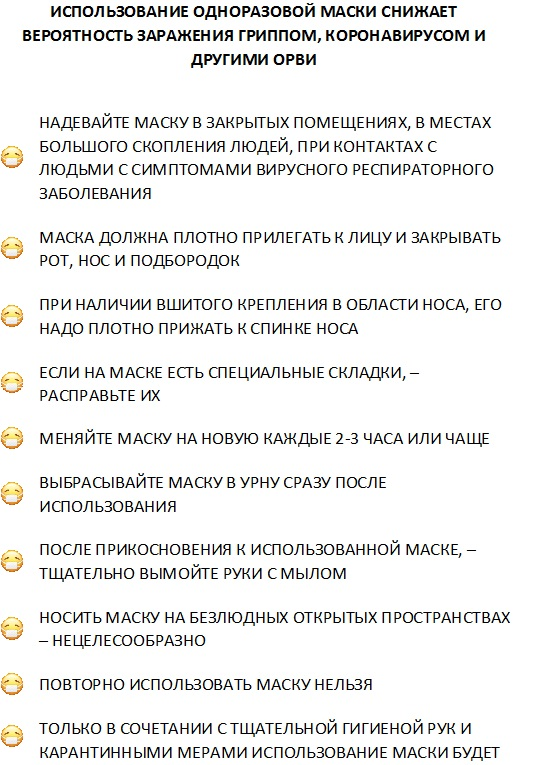 ИСПОЛЬЗОВАНИЕ ОДНОРАЗОВОЙ МАСКИ СНИЖАЕТ
ВЕРОЯТНОСТЬ ЗАРАЖЕНИЯ ГРИППОМ, КОРОНАВИРУСОМ И
ДРУГИМИ ОРВИ
НАДЕВАЙТЕ МАСКУ В ЗАКРЫТЫХ ПОМЕЩЕНИЯХ, В МЕСТАХ
БОЛЬШОГО СКОПЛЕНИЯ ЛЮДЕЙ, ПРИ КОНТАКТАХ С
ЛЮДЬМИ С СИМПТОМАМИ ВИРУСНОГО РЕСПИРАТОРНОГО
ЗАБОЛЕВАНИЯ
МАСКА ДОЛЖНА ПЛОТНО ПРИЛЕГАТЬ К ЛИЦУ И ЗАКРЫВАТЬ
РОТ, НОС И ПОДБОРОДОК
ПРИ НАЛИЧИИ ВШИТОГО КРЕПЛЕНИЯ В ОБЛАСТИ НОСА, ЕГО
НАДО ПЛОТНО ПРИЖАТЬ К СПИНКЕ НОСА
ЕСЛИ НА МАСКЕ ЕСТЬ СПЕЦИАЛЬНЫЕ СКЛАДКИ, –
РАСПРАВЬТЕ ИХ
МЕНЯЙТЕ МАСКУ НА НОВУЮ КАЖДЫЕ 2-3 ЧАСА ИЛИ ЧАЩЕ
ВЫБРАСЫВАЙТЕ МАСКУ В УРНУ СРАЗУ ПОСЛЕ
ИСПОЛЬЗОВАНИЯ
ПОСЛЕ ПРИКОСНОВЕНИЯ К ИСПОЛЬЗОВАННОЙ МАСКЕ, –
ТЩАТЕЛЬНО ВЫМОЙТЕ РУКИ С МЫЛОМ
НОСИТЬ МАСКУ НА БЕЗЛЮДНЫХ ОТКРЫТЫХ ПРОСТРАНСТВАХ
– НЕЦЕЛЕСООБРАЗНО
ПОВТОРНО ИСПОЛЬЗОВАТЬ МАСКУ НЕЛЬЗЯ
ТОЛЬКО В СОЧЕТАНИИ С ТЩАТЕЛЬНОЙ ГИГИЕНОЙ РУК И
КАРАНТИННЫМИ МЕРАМИ ИСПОЛЬЗОВАНИЕ МАСКИ БУДЕТ